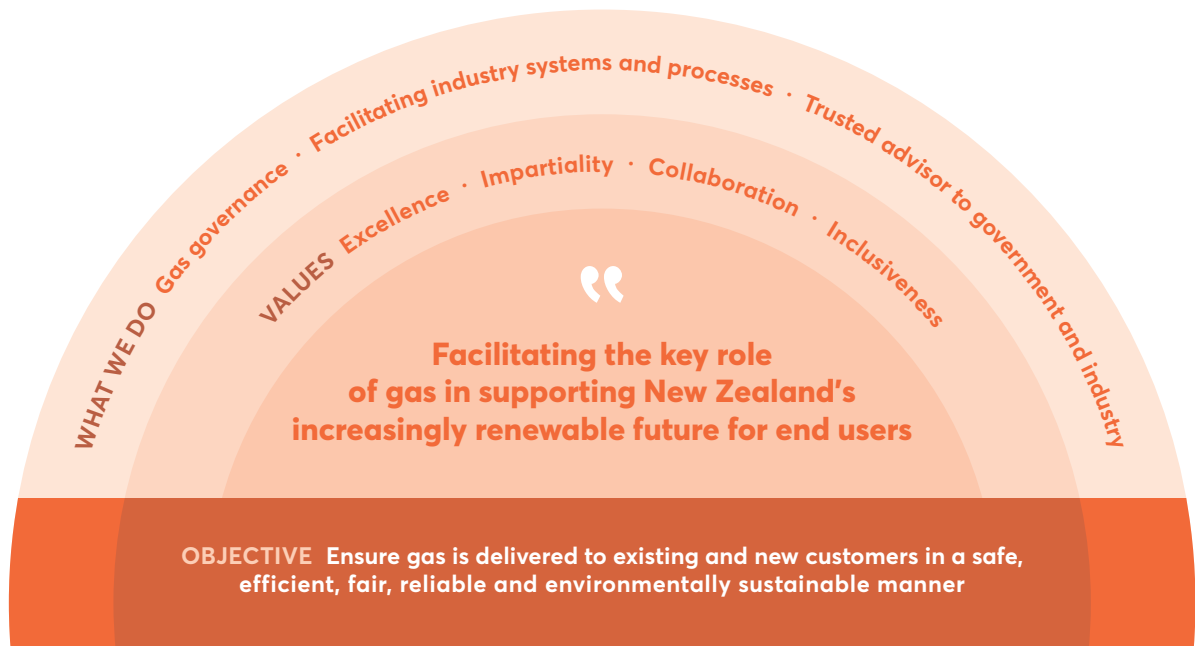 WHAT WE DO Gas governance · Facilitating industry systems and processes · Trusted advisor to government and industry
VALUES Excellence · Impartiality · Collaboration · Inclusiveness
“
Facilitating the key role
of gas in supporting New Zealand’s
increasingly renewable future for end users
OBJECTIVE Ensure gas is delivered to existing and new customers in a safe,
efficient, fair, reliable and environmentally sustainable manner